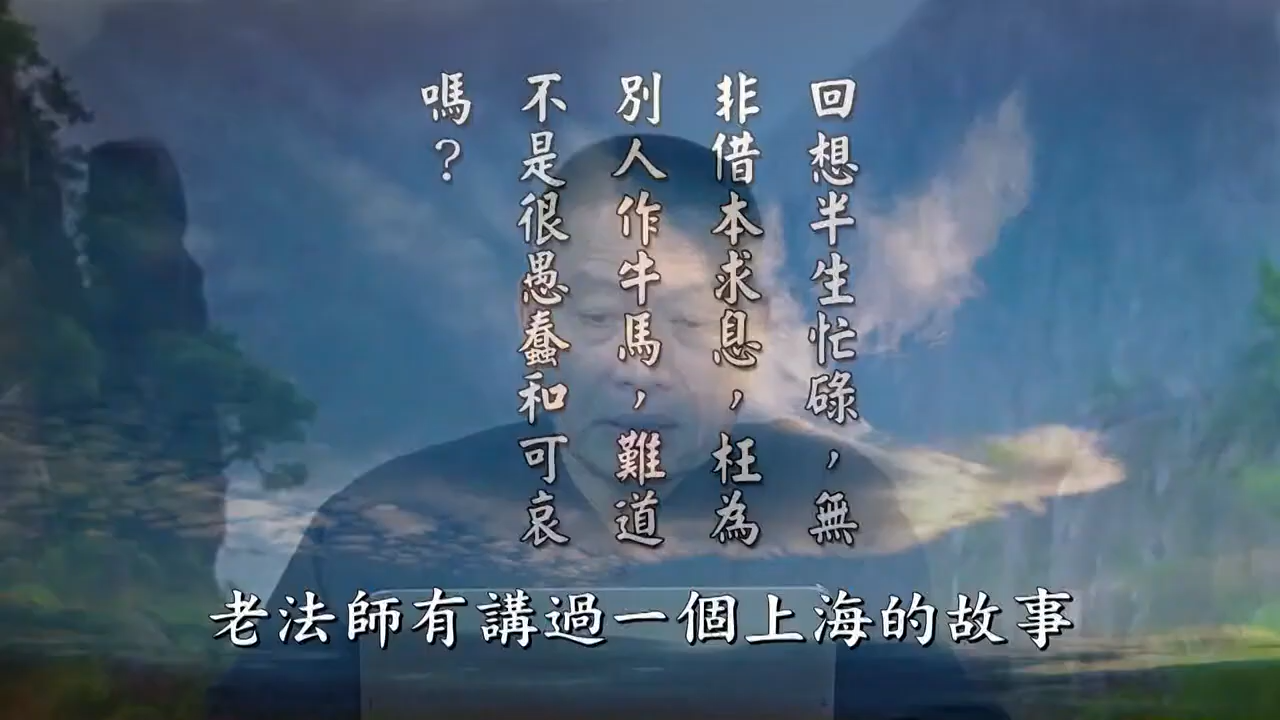 回想半生忙碌，無
非借本求息，枉為
別人作牛馬，難道
不是很愚蠢和可哀
嗎？
老法師有講過一個上海的故事